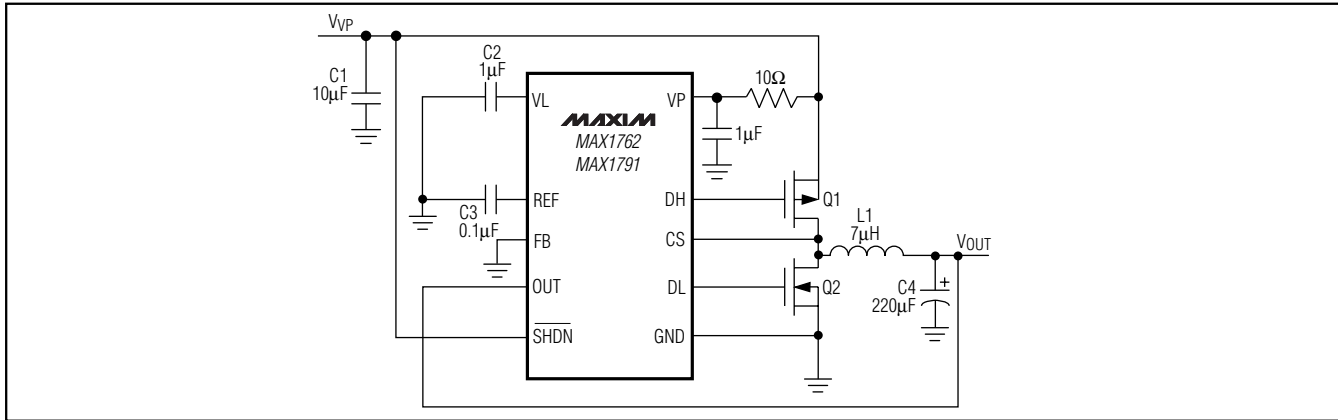 VVP
C1
10μF
C2
1μF
VL
VP
10Ω
1μF
MAXIM
MAX1762
MAX1791
REF
C3
0.1μF
DH
Q1
FB
CS
L1
7μH
VOUT
OUT
DL
Q2
C4
220μF
+
SHDN
GND